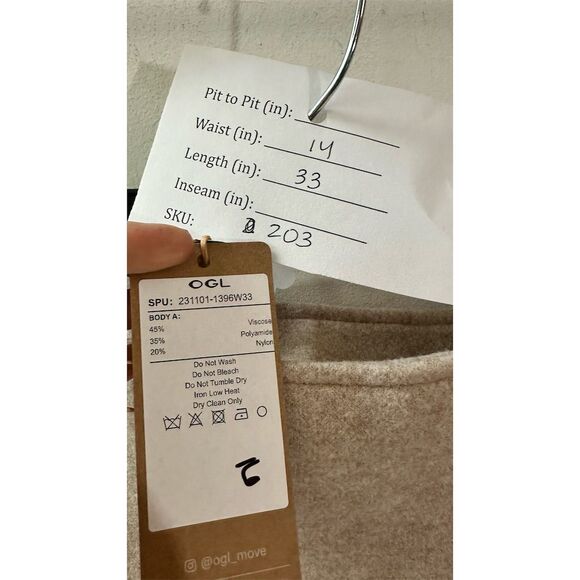 Pit to Pit (in):
Waist (in): 14
Length (in): 33
Inseam (in):
SKU: 203
OGL
SPU: 231101-1396W33
BODY A:
45% Viscose
35% Polyamide
20% Nylon
Do Not Wash
Do Not Bleach
Do Not Tumble Dry
Iron Low Heat
Dry Clean Only
2
@ogl_move